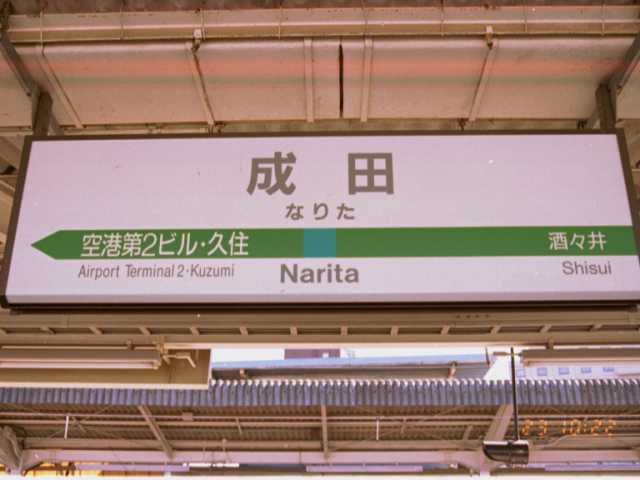 成田
なりた
空港第2ビル・久住 酒々井
Airport Terminal 2・Kuzumi Narita Shisui